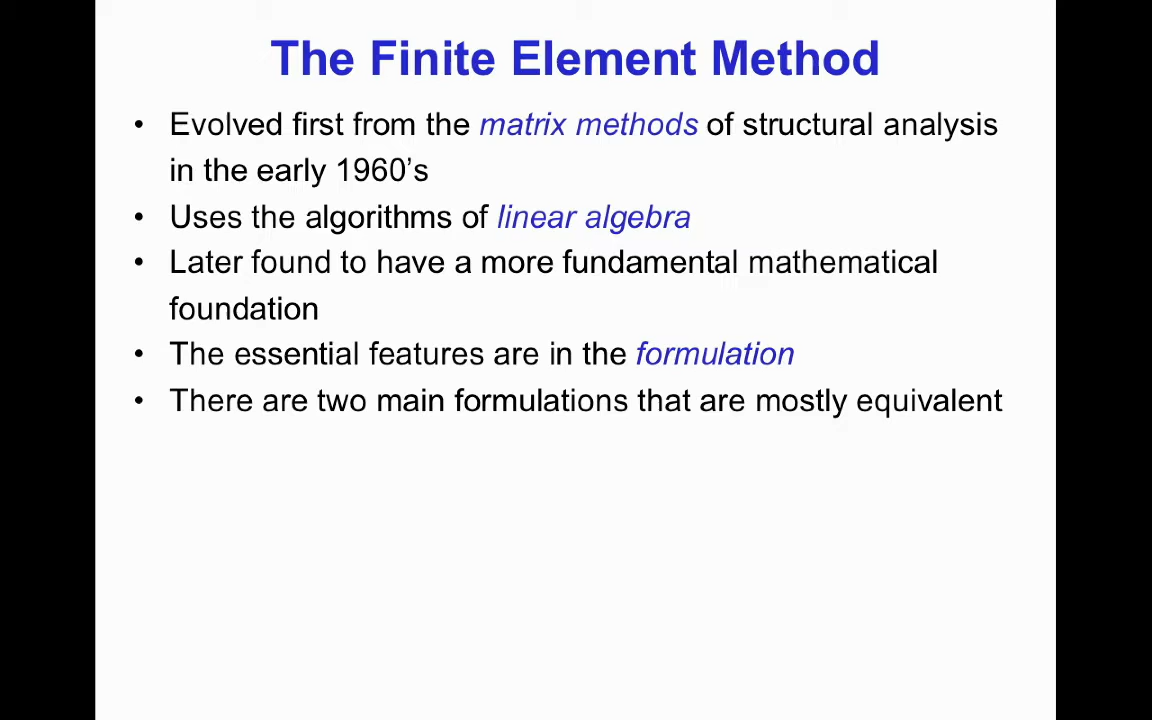 The Finite Element Method
• Evolved first from the matrix methods of structural analysis
in the early 1960’s
• Uses the algorithms of linear algebra
• Later found to have a more fundamental mathematical
foundation
• The essential features are in the formulation
• There are two main formulations that are mostly equivalent